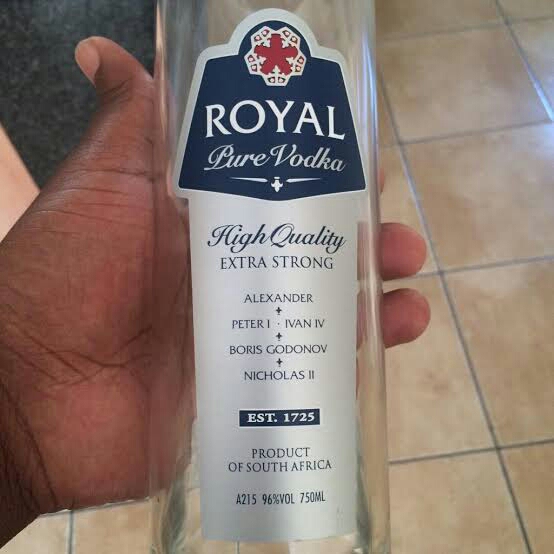 ROYAL
Pure Vodka
High Quality
EXTRA STRONG
ALEXANDER
PETER I · IVAN IV
BORIS GODONOV
NICHOLAS II
EST. 1725
PRODUCT
OF SOUTH AFRICA
A215 96%VOL 750ML